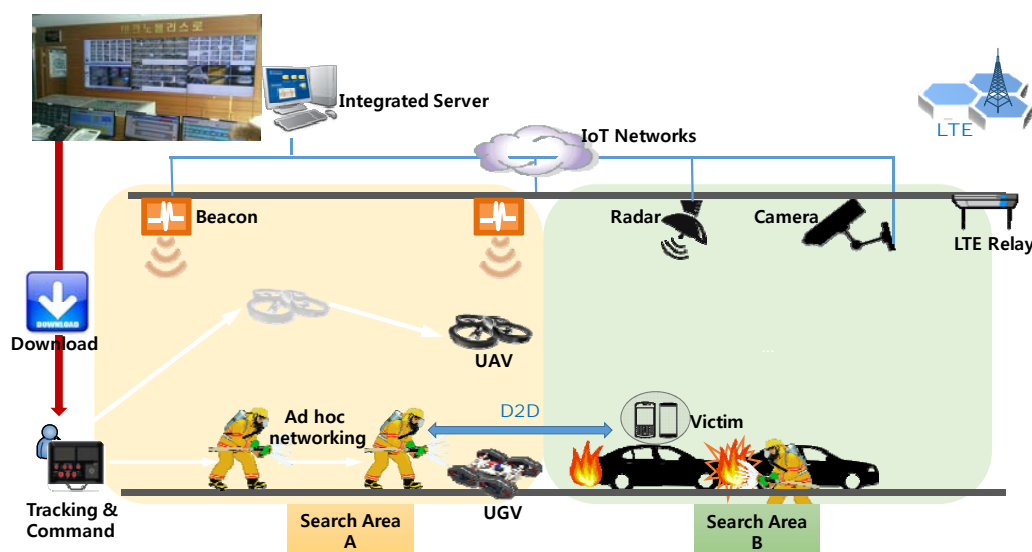 Integrated Server
IoT Networks
LTE
Beacon
Radar
Camera
LTE Relay
DOWNLOAD
Download
UAV
Ad hoc
networking
D2D
Victim
Tracking &
Command
UGV
Search Area
A
Search Area
B